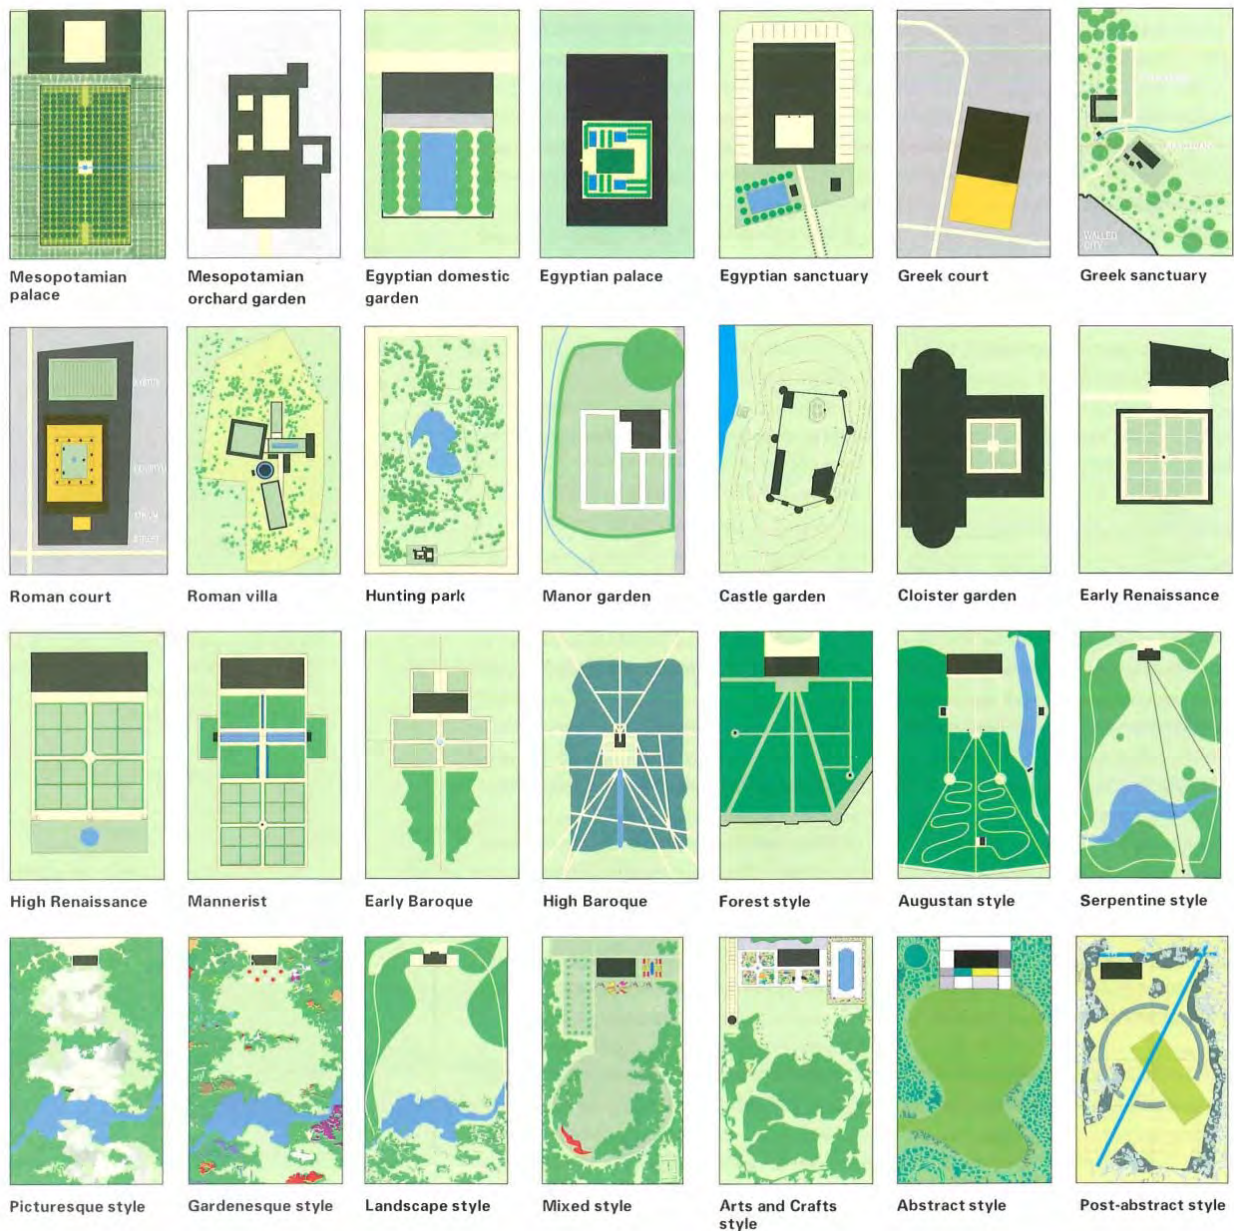 Mesopotamian
palace
Mesopotamian
orchard garden
Egyptian domestic
garden
Egyptian palace
Egyptian sanctuary
Greek court
WALLED
CITY
Greek sanctuary
Roman court
Roman villa
Hunting park
Manor garden
Castle garden
Cloister garden
Early Renaissance
High Renaissance
Mannerist
Early Baroque
High Baroque
Forest style
Augustan style
Serpentine style
Picturesque style
Gardenesque style
Landscape style
Mixed style
Arts and Crafts
style
Abstract style
Post-abstract style